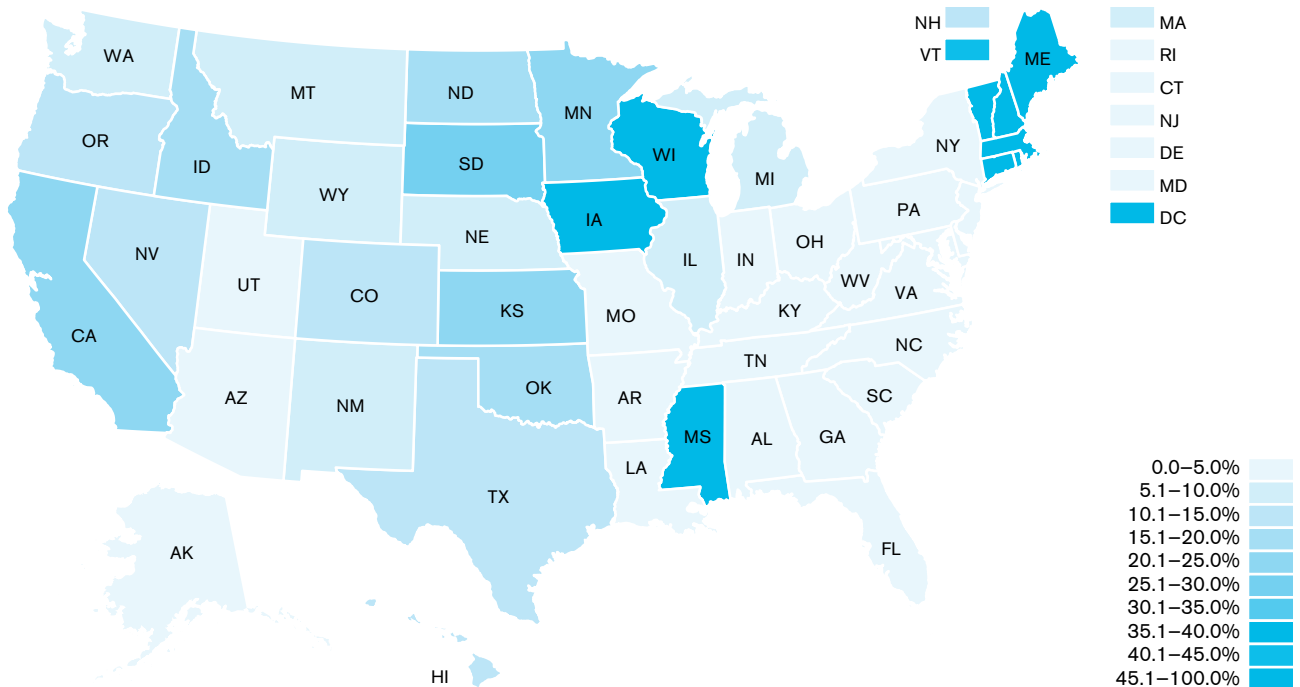 NH
MA
VT
RI
ME
CT
NJ
DE
MD
DC
WA
MT
ND
MN
OR
ID
SD
WI
NY
WY
MI
IA
PA
NE
NV
IL
IN
OH
UT
CO
WV
VA
KS
MO
KY
CA
NC
TN
AZ
NM
OK
AR
SC
MS
AL
GA
LA
TX
FL
AK
HI
0.0–5.0%
5.1–10.0%
10.1–15.0%
15.1–20.0%
20.1–25.0%
25.1–30.0%
30.1–35.0%
35.1–40.0%
40.1–45.0%
45.1–100.0%